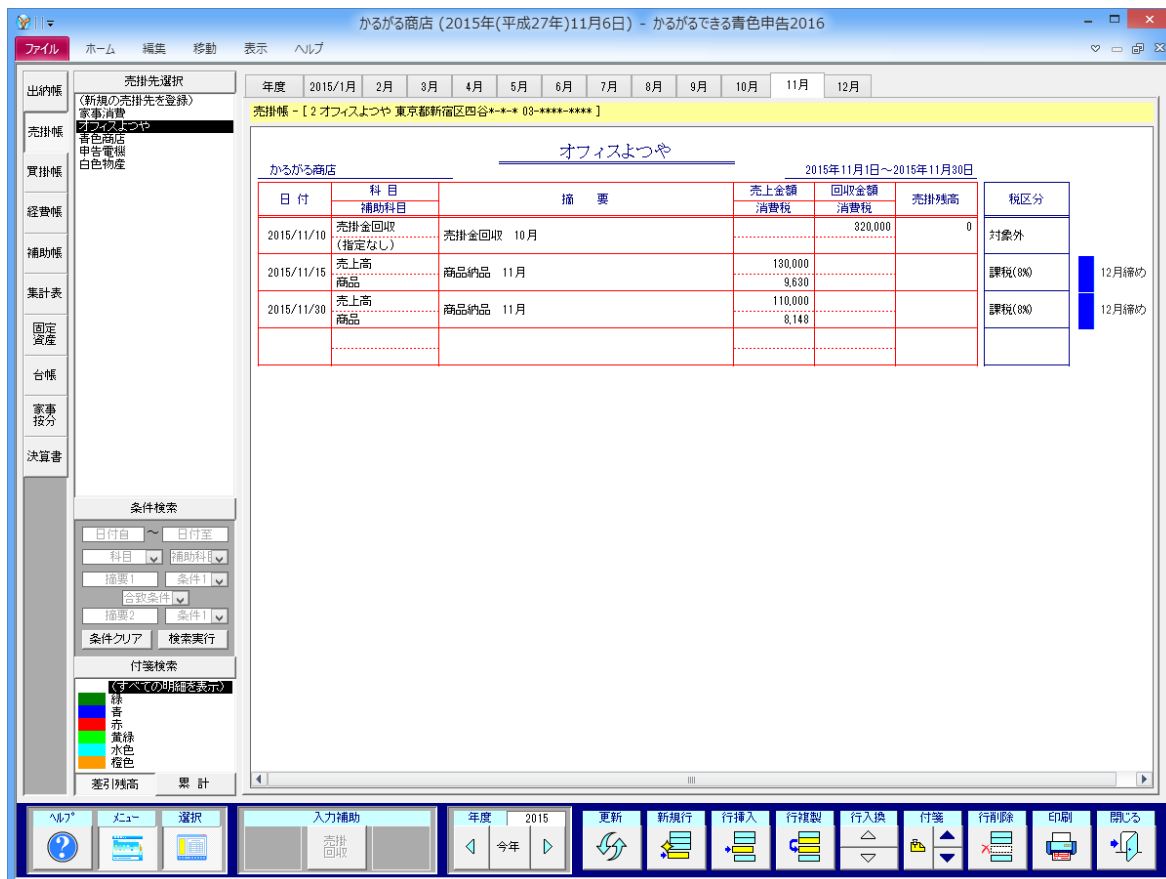 かるがる商店 (2015年(平成27年)11月6日) - かるがるできる青色申告2016
ファイル ホーム 編集 移動 表示 ヘルプ
出納帳
売掛帳
買掛帳
経費帳
補助帳
集計表
固定
資産
台帳
家事
按分
決算書
売掛先選択
(新規の売掛先を登録)
家事消費
オフィスよつや
青色商店
申告電機
白色物産
条件検索
日付自 ～ 日付至
科目 補助科目
摘要1 条件1
合致条件
摘要2 条件1
条件クリア 検索実行
付箋検索
(すべての明細を表示)
緑
青
赤
黄緑
水色
橙色
差引残高 累計
年度 2015/1月 2月 3月 4月 5月 6月 7月 8月 9月 10月 11月 12月
売掛帳 - [ 2 オフィスよつや 東京都新宿区四谷*-*-* 03-****-**** ]
オフィスよつや
かるがる商店 2015年11月1日～2015年11月30日
日 付 科 目 摘 要 売上金額 回収金額 売掛残高 税区分
補助科目 消費税 消費税
2015/11/10 売掛金回収 売掛金回収 10月 320,000 0 対象外
(指定なし)
2015/11/15 売上高 商品納品 11月 130,000 課税(8%) 12月締め
商品 9,630
2015/11/30 売上高 商品納品 11月 110,000 課税(8%) 12月締め
商品 8,148
ヘルプ メニュー 選択 入力補助 年度 2015 更新 新規行 行挿入 行複製 行入換 付箋 行削除 印刷 閉じる
売掛
回収
今年